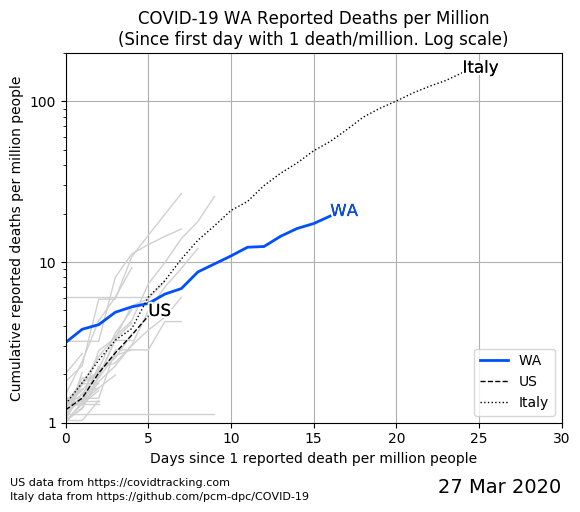 COVID-19 WA Reported Deaths per Million
(Since first day with 1 death/million. Log scale)
Cumulative reported deaths per million people
100
10
1
Italy
WA
US
WA
US
Italy
0 5 10 15 20 25 30
Days since 1 reported death per million people
US data from https://covidtracking.com
Italy data from https://github.com/pcm-dpc/COVID-19
27 Mar 2020